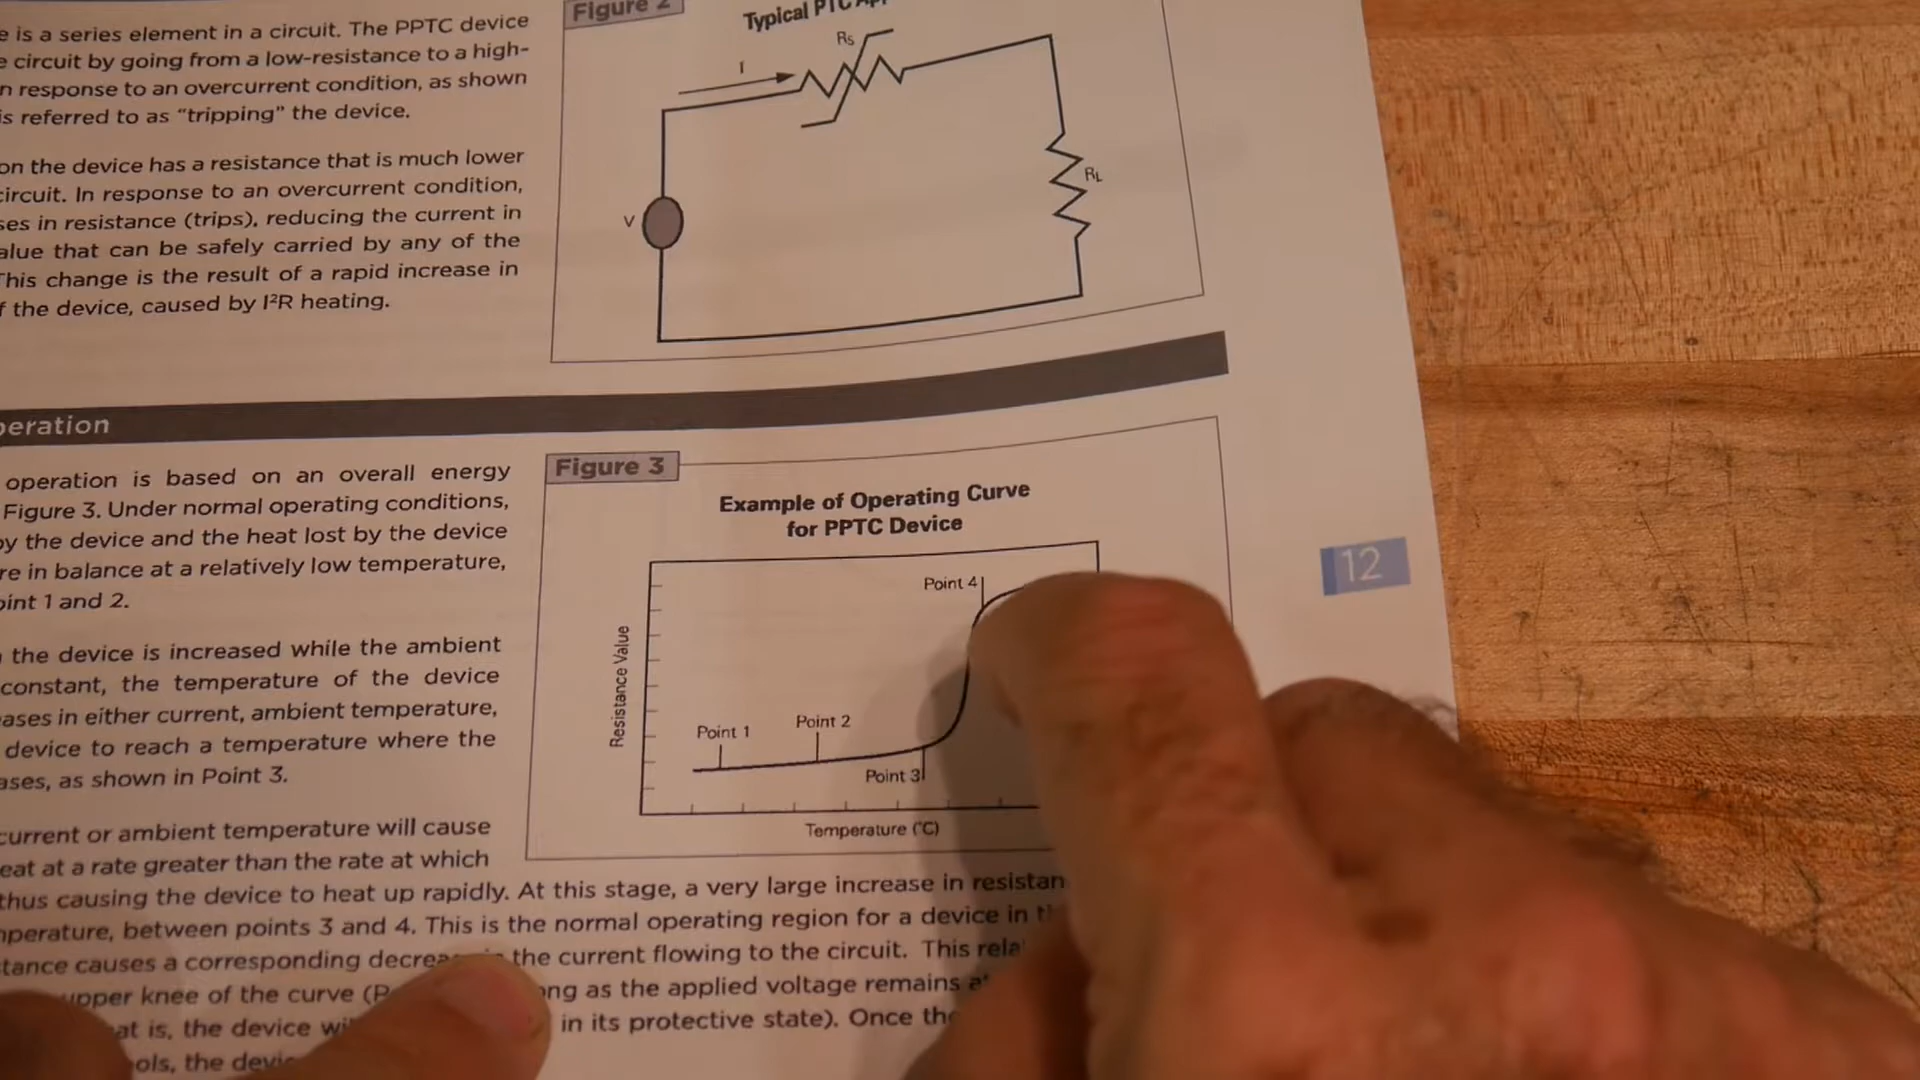 e is a series element in a circuit. The PPTC device
e circuit by going from a low-resistance to a high-
n response to an overcurrent condition, as shown
is referred to as “tripping” the device.
on the device has a resistance that is much lower
circuit. In response to an overcurrent condition,
ses in resistance (trips), reducing the current in
alue that can be safely carried by any of the
This change is the result of a rapid increase in
f the device, caused by I²R heating.
Figure 2
Typical PTC
I
Rs
RL
V
peration
operation is based on an overall energy
Figure 3. Under normal operating conditions,
by the device and the heat lost by the device
re in balance at a relatively low temperature,
oint 1 and 2.
the device is increased while the ambient
constant, the temperature of the device
ases in either current, ambient temperature,
device to reach a temperature where the
ases, as shown in Point 3.
Figure 3
Example of Operating Curve
for PPTC Device
Resistance Value
Point 1
Point 2
Point 3
Point 4
Temperature (°C)
12
current or ambient temperature will cause
eat at a rate greater than the rate at which
thus causing the device to heat up rapidly. At this stage, a very large increase in resistan
perature, between points 3 and 4. This is the normal operating region for a device in
tance causes a corresponding decrea the current flowing to the circuit. This rela
upper knee of the curve (P ong as the applied voltage remains
at is, the device in its protective state). Once the
ols, the devic